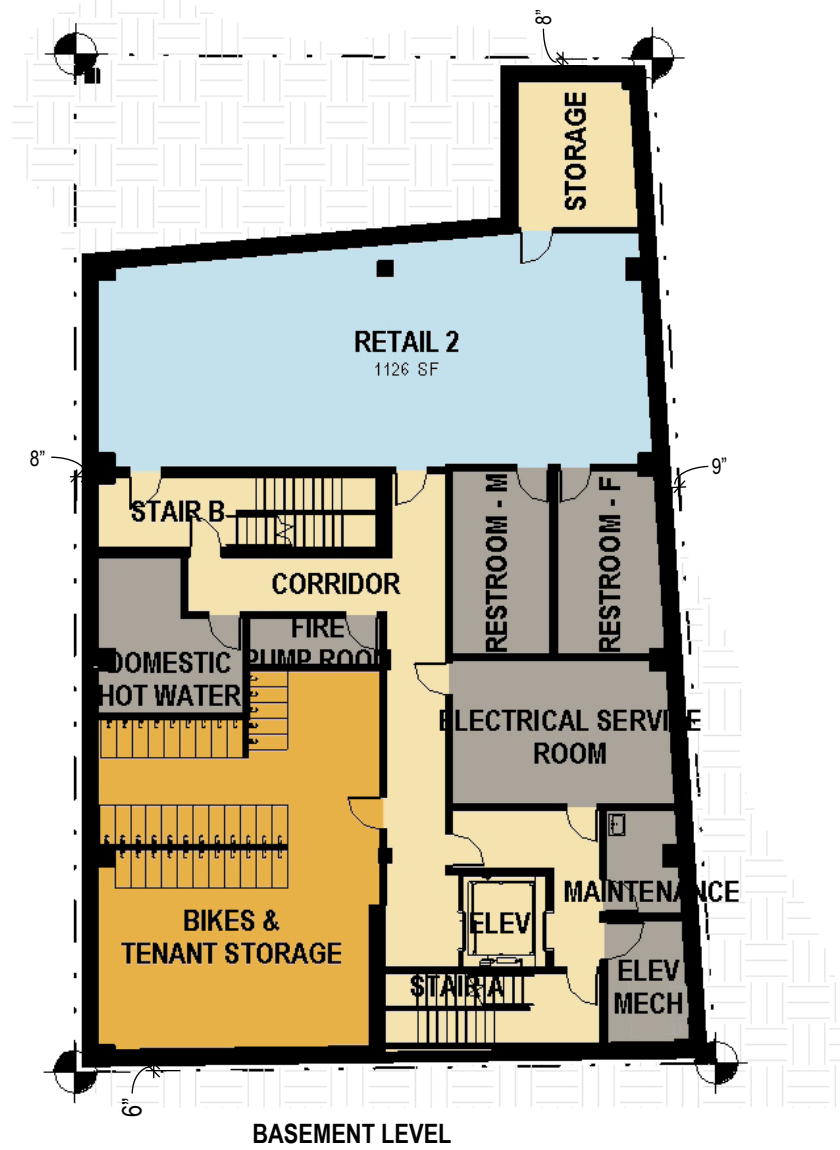 8"
STORAGE
RETAIL 2
1126 SF
8"
9"
STAIR B
RESTROOM - M
RESTROOM - F
CORRIDOR
FIRE
PUMP ROOM
DOMESTIC
HOT WATER
ELECTRICAL SERVICE
ROOM
MAINTENANCE
BIKES &
TENANT STORAGE
ELEV
ELEV
MECH
STAIR A
6"
BASEMENT LEVEL